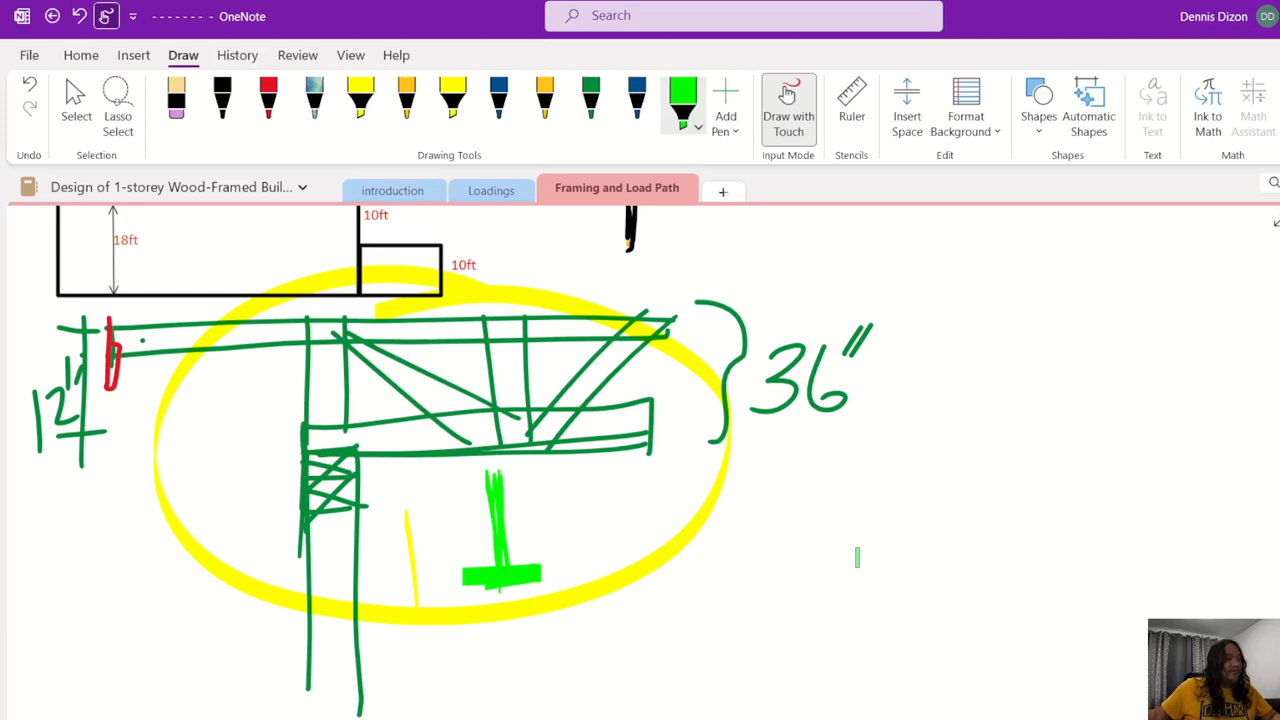 - - - - - - - OneNote
Search
Dennis Dizon DD
File Home Insert Draw History Review View Help
Select
Lasso Select
Add Pen
Draw with Touch
Ruler
Insert Space
Format Background
Shapes
Automatic Shapes
Ink to Text
Ink to Math
Math Assistant
Undo
Selection
Drawing Tools
Input Mode
Stencils
Edit
Shapes
Text
Math
Design of 1-storey Wood-Framed Buil...
introduction
Loadings
Framing and Load Path
10ft
18ft
10ft
36"
12"